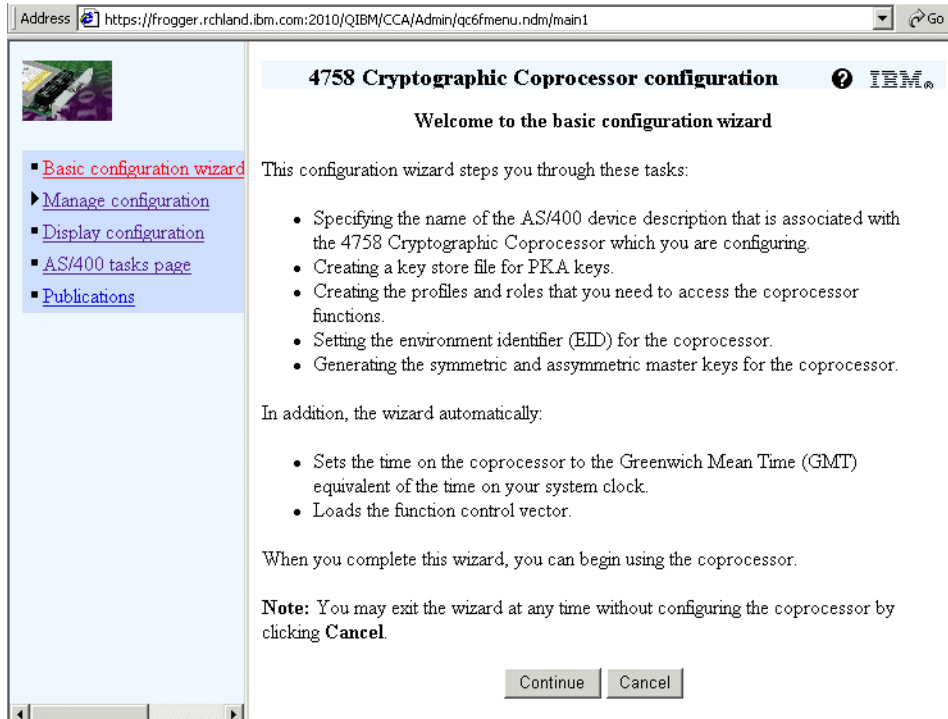 Address https://frogger.rchland.ibm.com:2010/QIBM/CCA/Admin/qc6fmenu.ndm/main1 Go
Basic configuration wizard
Manage configuration
Display configuration
AS/400 tasks page
Publications
4758 Cryptographic Coprocessor configuration ? IBM®
Welcome to the basic configuration wizard
This configuration wizard steps you through these tasks:
• Specifying the name of the AS/400 device description that is associated with
the 4758 Cryptographic Coprocessor which you are configuring.
• Creating a key store file for PKA keys.
• Creating the profiles and roles that you need to access the coprocessor
functions.
• Setting the environment identifier (EID) for the coprocessor.
• Generating the symmetric and assymmetric master keys for the coprocessor.
In addition, the wizard automatically:
• Sets the time on the coprocessor to the Greenwich Mean Time (GMT)
equivalent of the time on your system clock.
• Loads the function control vector.
When you complete this wizard, you can begin using the coprocessor.
Note: You may exit the wizard at any time without configuring the coprocessor by
clicking Cancel.
Continue Cancel